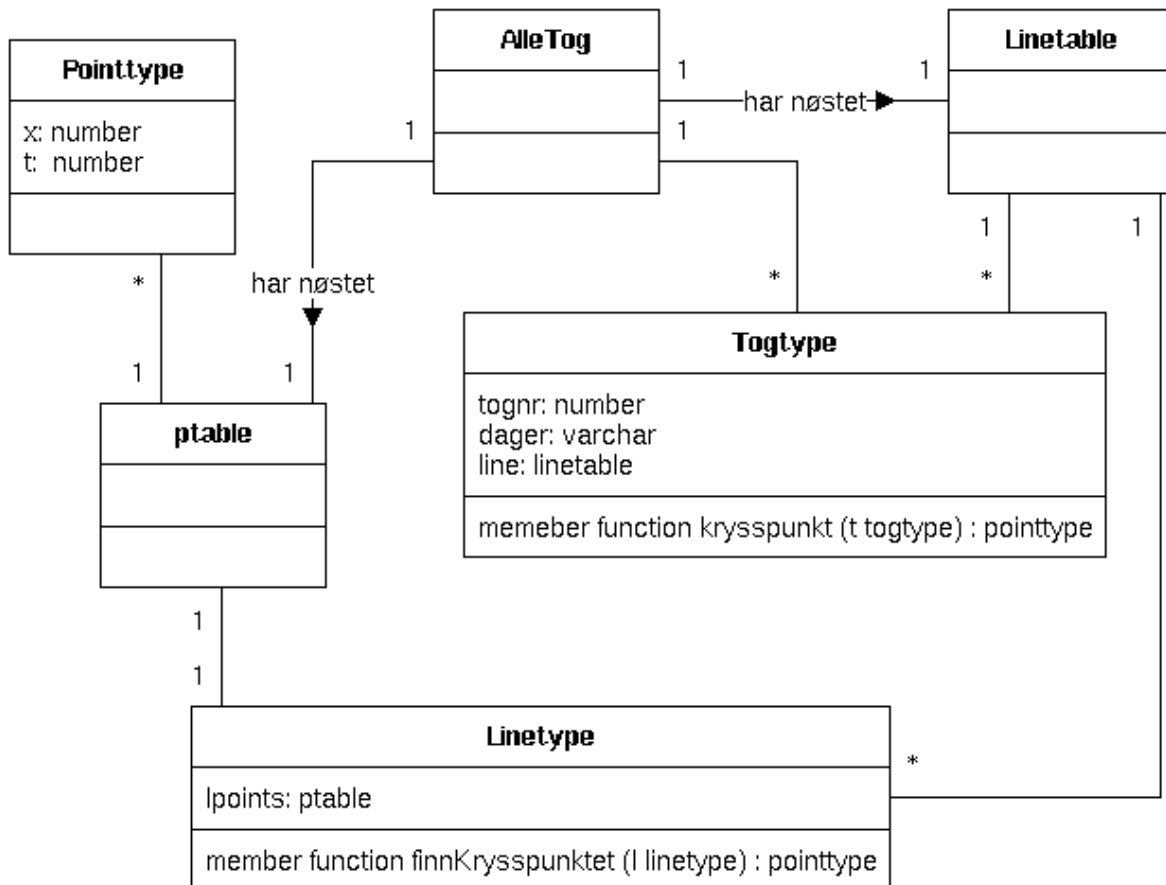 Pointtype
x: number
t: number
AlleTog
Linetable
1
1
har nøstet
1
1
*
har nøstet
*
1
*
1
1
1
Togtype
tognr: number
dager: varchar
line: linetable
memeber function krysspunkt (t togtype) : pointtype
ptable
1
1
Linetype
lpoints: ptable
member function finnKrysspunktet (l linetype) : pointtype
*